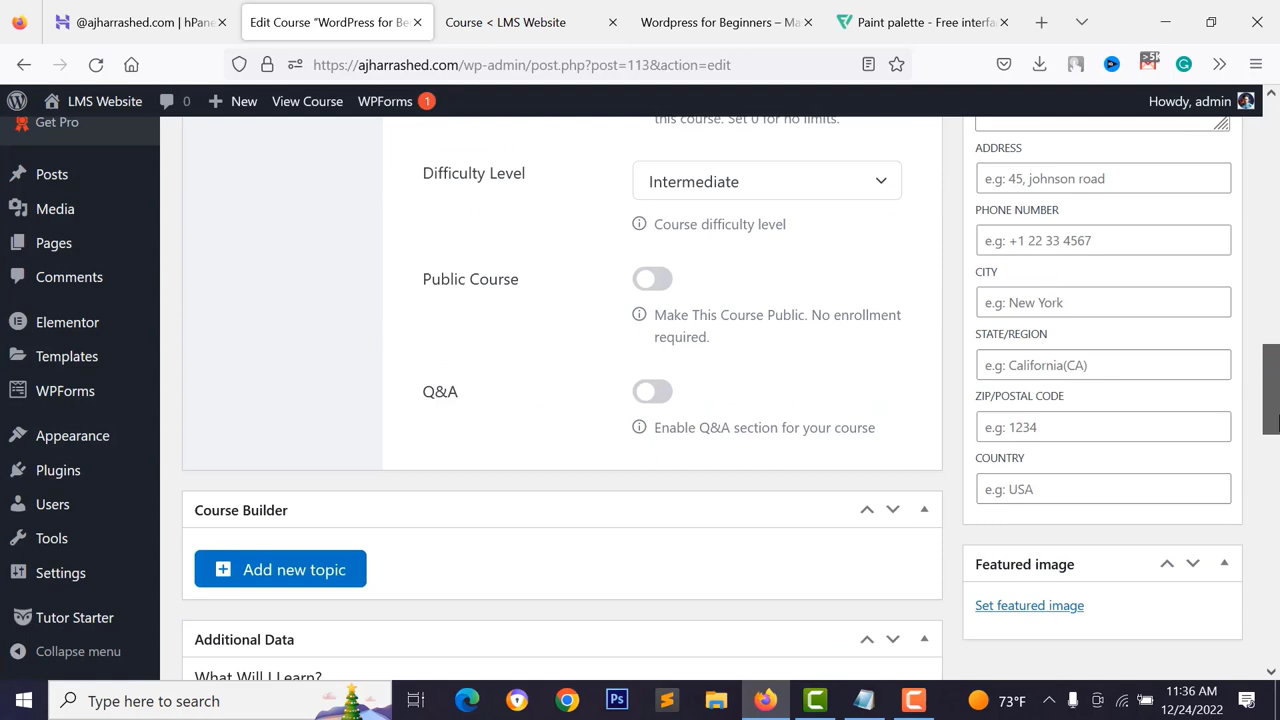 @ajharrashed.com | hPane
Edit Course "WordPress for Be
Course < LMS Website
Wordpress for Beginners – Ma
Paint palette - Free interfa
https://ajharrashed.com/wp-admin/post.php?post=113&action=edit
LMS Website
0
New
View Course
WPForms
1
Howdy, admin
Get Pro
Posts
Media
Pages
Comments
Elementor
Templates
WPForms
Appearance
Plugins
Users
Tools
Settings
Tutor Starter
Collapse menu
this course. Set 0 for no limits.
Difficulty Level
Intermediate
Course difficulty level
Public Course
Make This Course Public. No enrollment
required.
Q&A
Enable Q&A section for your course
Course Builder
Add new topic
Additional Data
What Will I Learn?
ADDRESS
e.g: 45, johnson road
PHONE NUMBER
e.g: +1 22 33 4567
CITY
e.g: New York
STATE/REGION
e.g: California(CA)
ZIP/POSTAL CODE
e.g: 1234
COUNTRY
e.g: USA
Featured image
Set featured image
Type here to search
Ps
73°F
11:36 AM
12/24/2022